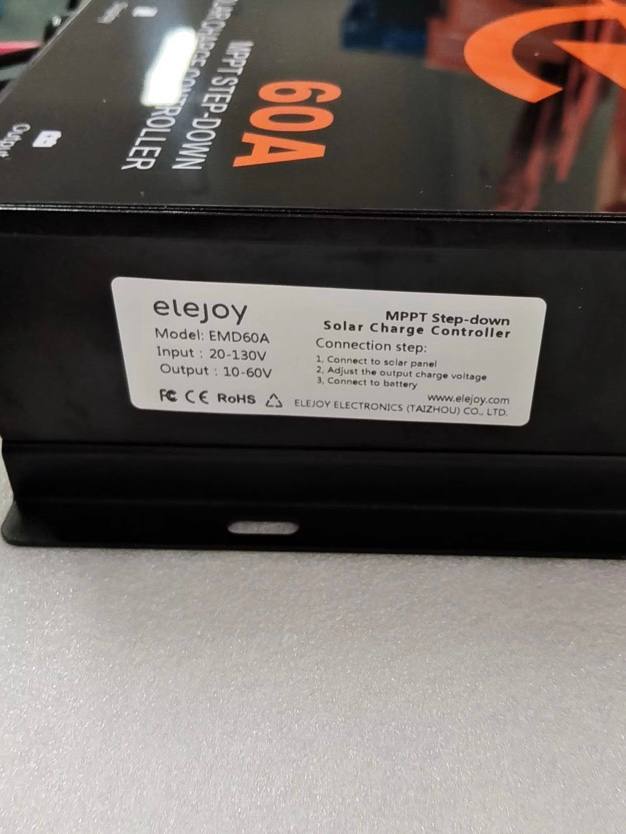 60A
MPPT STEP-DOWN
Output
elejoy
Model: EMD60A
Input : 20-130V
Output : 10-60V
FC CE RoHS
MPPT Step-down
Solar Charge Controller
Connection step:
1, Connect to solar panel
2, Adjust the output charge voltage
3, Connect to battery
www.elejoy.com
ELEJOY ELECTRONICS (TAIZHOU) CO., LTD.